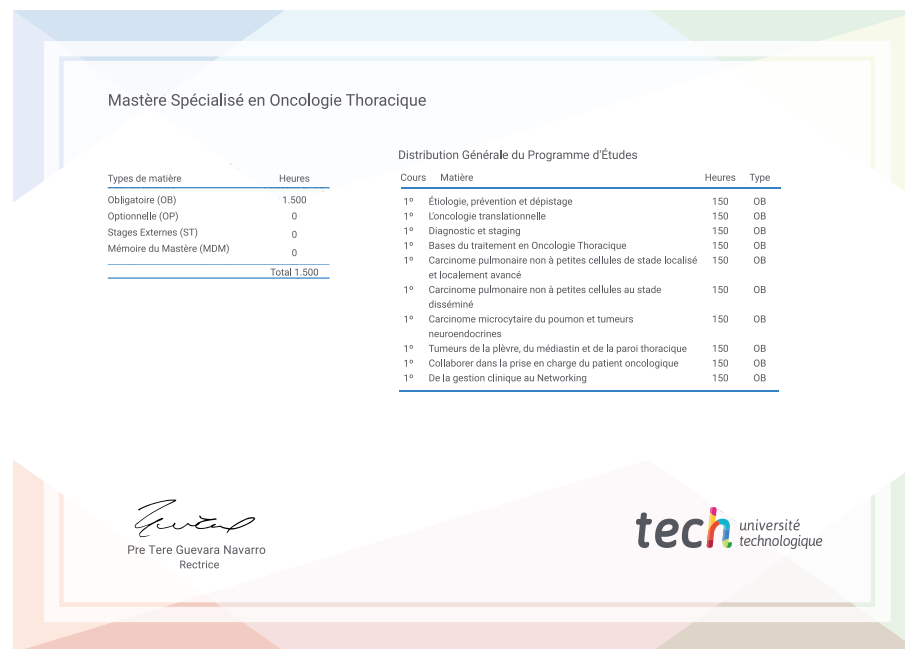 Mastère Spécialisé en Oncologie Thoracique
Types de matière Heures
Obligatoire (OB) 1.500
Optionnelle (OP) 0
Stages Externes (ST) 0
Mémoire du Mastère (MDM) 0
Total 1.500
Distribution Générale du Programme d'Études
Cours Matière Heures Type
1º Étiologie, prévention et dépistage 150 OB
1º L'oncologie translationnelle 150 OB
1º Diagnostic et staging 150 OB
1º Bases du traitement en Oncologie Thoracique 150 OB
1º Carcinome pulmonaire non à petites cellules de stade localisé 150 OB
et localement avancé
1º Carcinome pulmonaire non à petites cellules au stade 150 OB
disséminé
1º Carcinome microcytaire du poumon et tumeurs 150 OB
neuroendocrines
1º Tumeurs de la plèvre, du médiastin et de la paroi thoracique 150 OB
1º Collaborer dans la prise en charge du patient oncologique 150 OB
1º De la gestion clinique au Networking 150 OB
Pre Tere Guevara Navarro
Rectrice
tech université
technologique